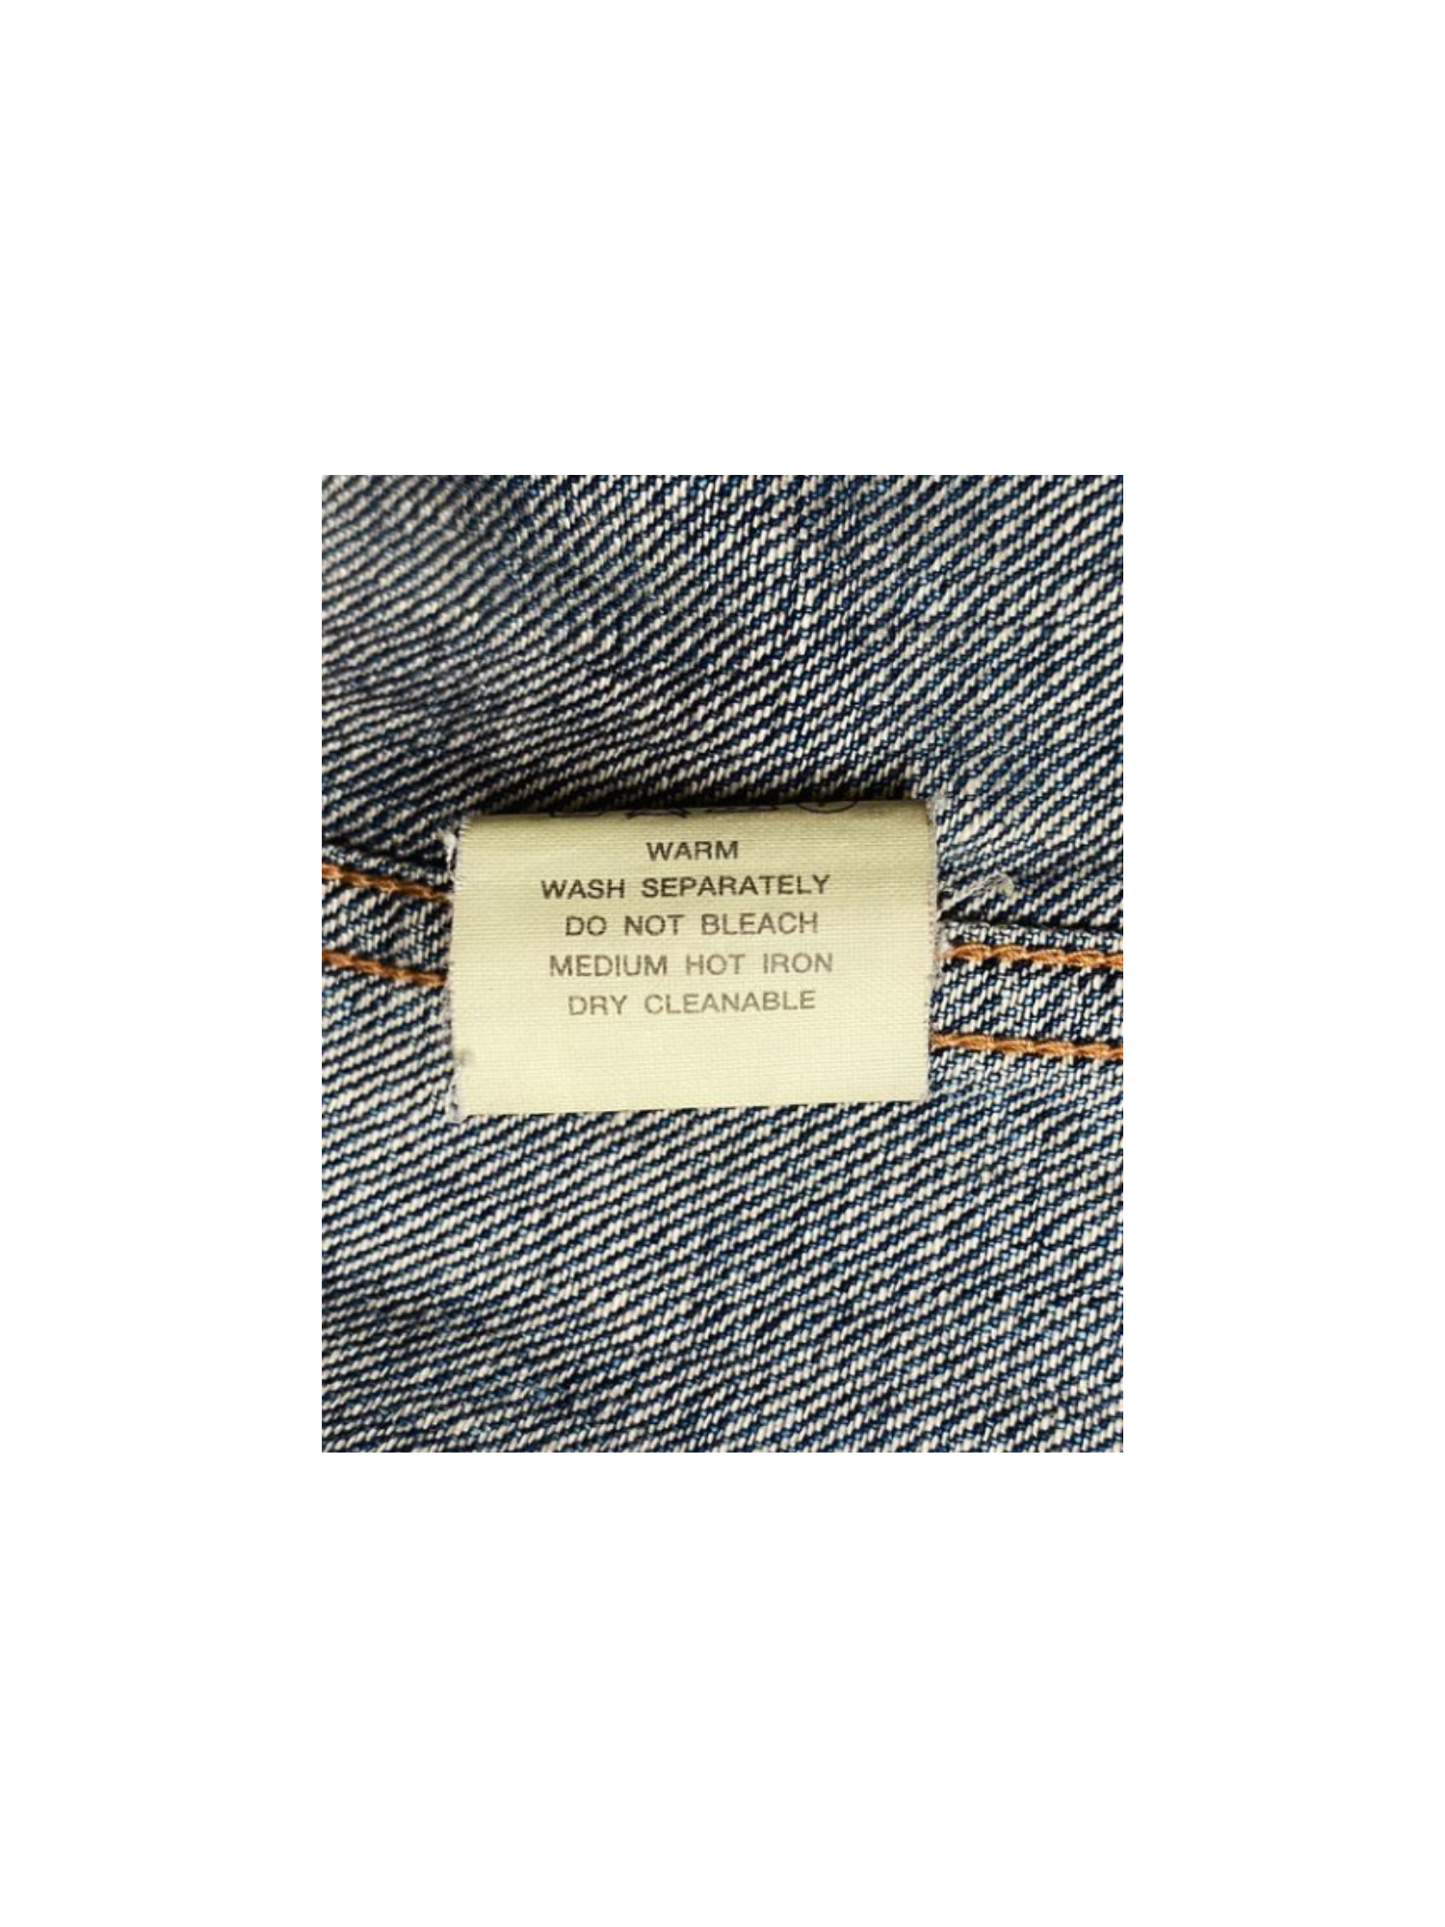 WARM
WASH SEPARATELY
DO NOT BLEACH
MEDIUM HOT IRON
DRY CLEANABLE